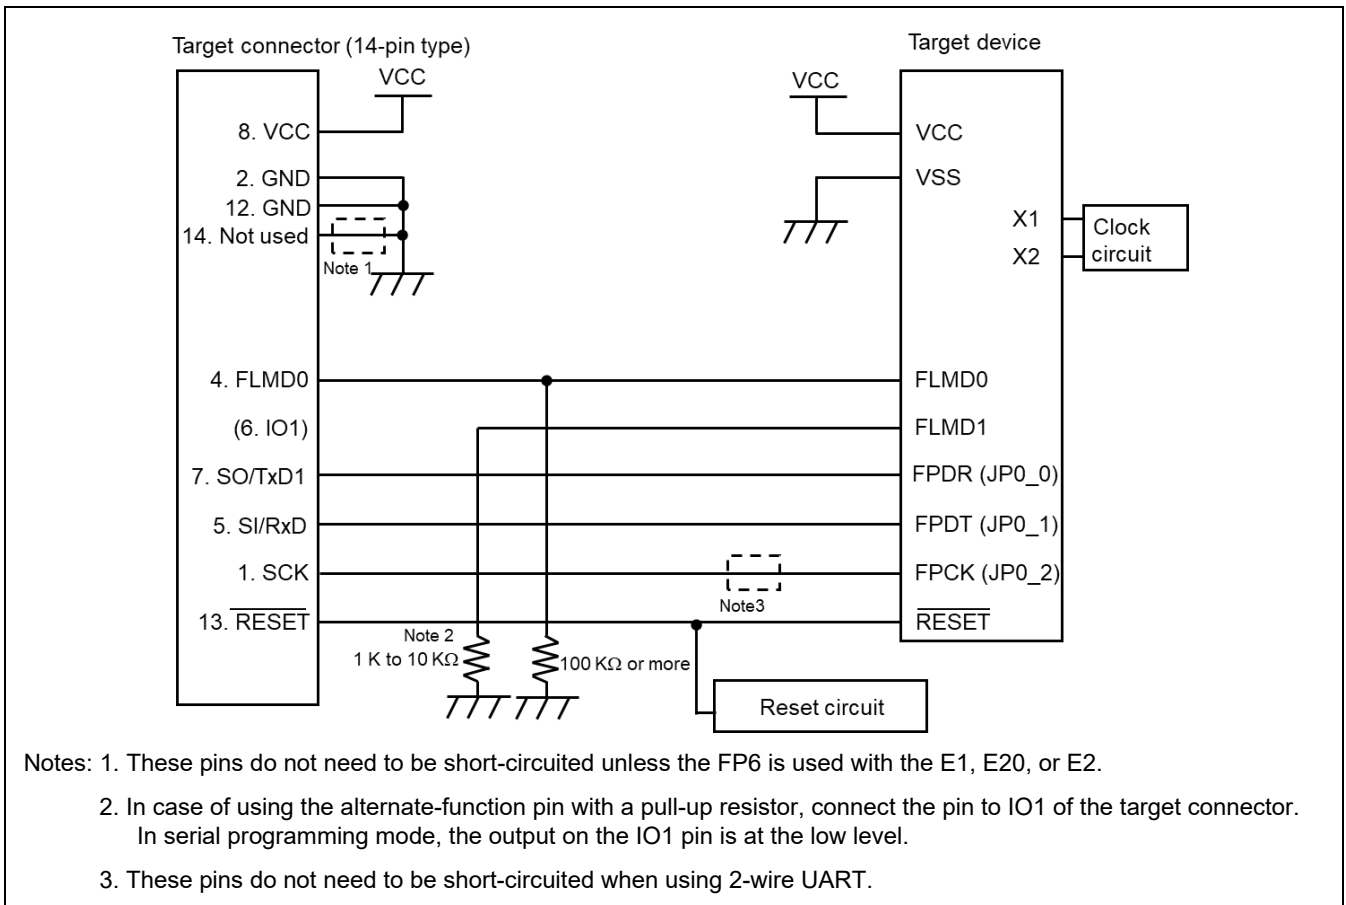 Target connector (14-pin type)
Target device
VCC
VCC
8. VCC
VCC
2. GND
VSS
12. GND
14. Not used
Note 1
X1
X2
Clock
circuit
4. FLMD0
FLMD0
(6. IO1)
FLMD1
7. SO/TxD1
FPDR (JP0_0)
5. SI/RxD
FPDT (JP0_1)
1. SCK
FPCK (JP0_2)
Note3
13. RESET
RESET
Note 2
1 K to 10 KΩ
100 KΩ or more
Reset circuit
Notes: 1. These pins do not need to be short-circuited unless the FP6 is used with the E1, E20, or E2.
2. In case of using the alternate-function pin with a pull-up resistor, connect the pin to IO1 of the target connector.
In serial programming mode, the output on the IO1 pin is at the low level.
3. These pins do not need to be short-circuited when using 2-wire UART.